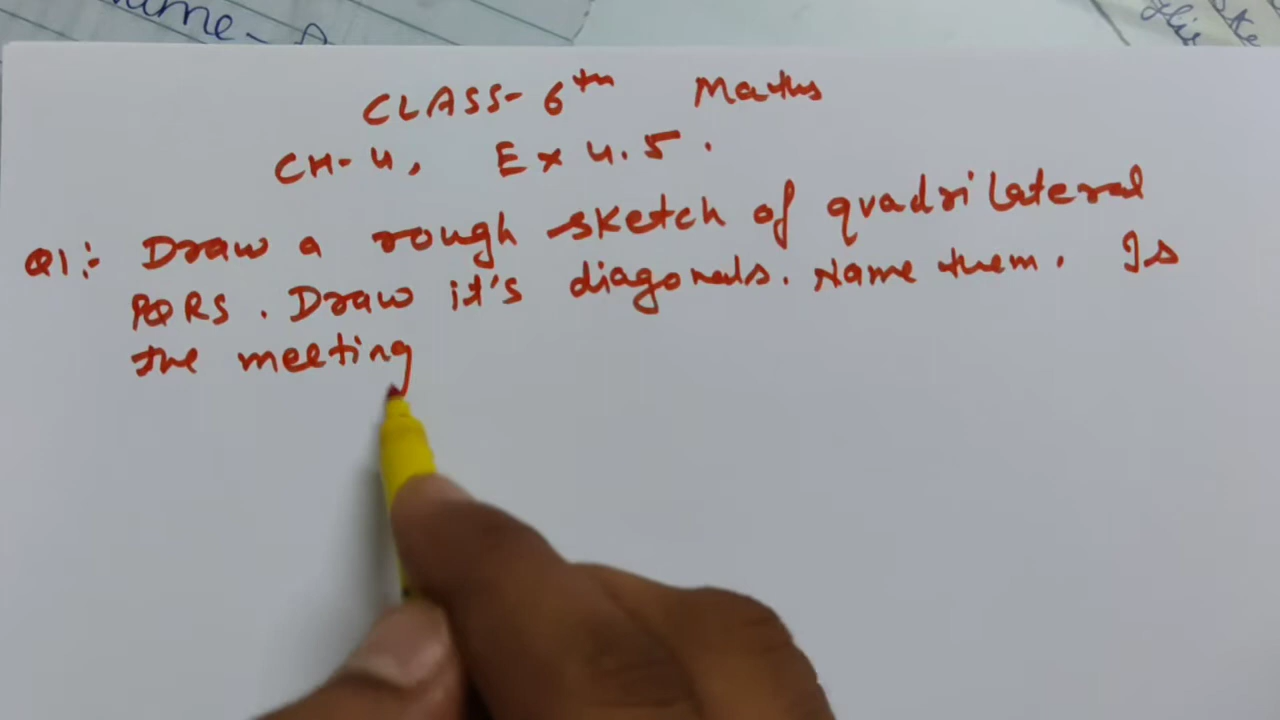 name-
CLASS- 6th Maths
CH-4, Ex 4.5.
Q1:- Draw a rough sketch of quadrilateral
PQRS. Draw it's diagonals. Name them. Is
the meeting